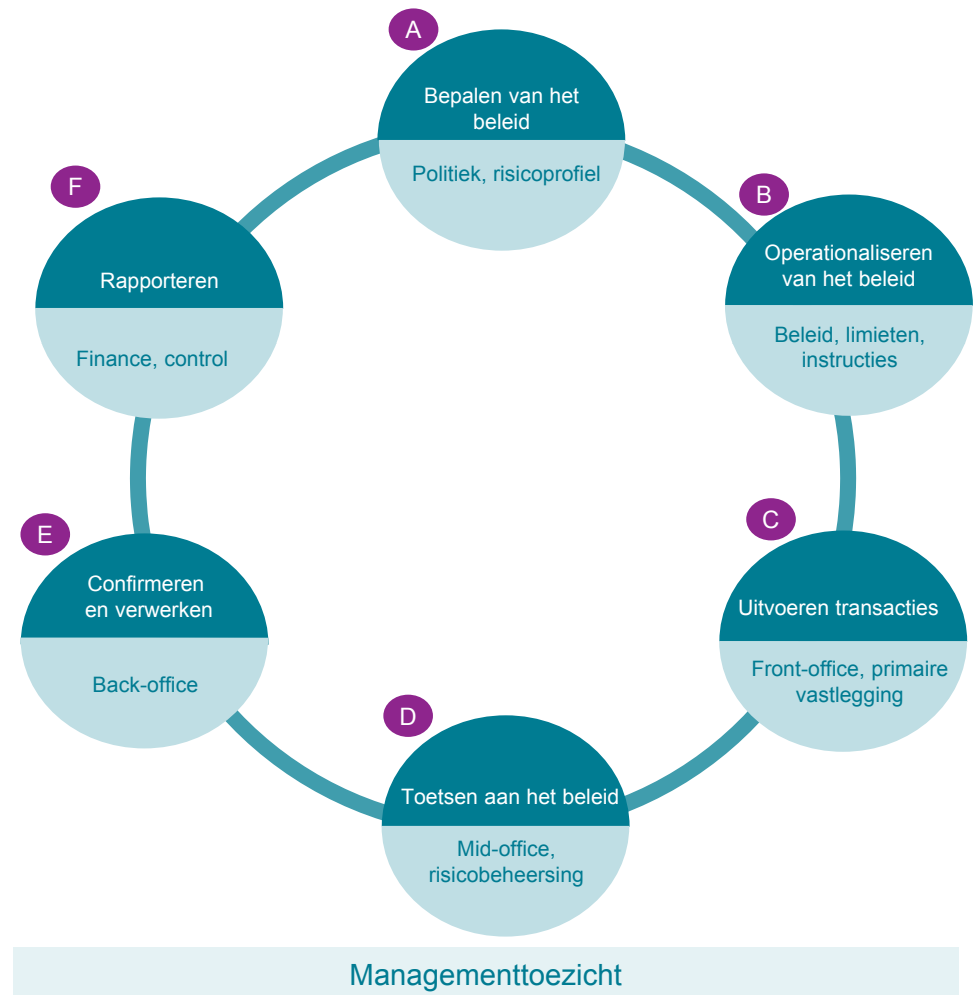 A
Bepalen van het
beleid
Politiek, risicoprofiel
B
Operationaliseren
van het beleid
Beleid, limieten,
instructies
C
Uitvoeren transacties
Front-office, primaire
vastlegging
D
Toetsen aan het beleid
Mid-office,
risicobeheersing
E
Confirmeren
en verwerken
Back-office
F
Rapporteren
Finance, control
Managementtoezicht